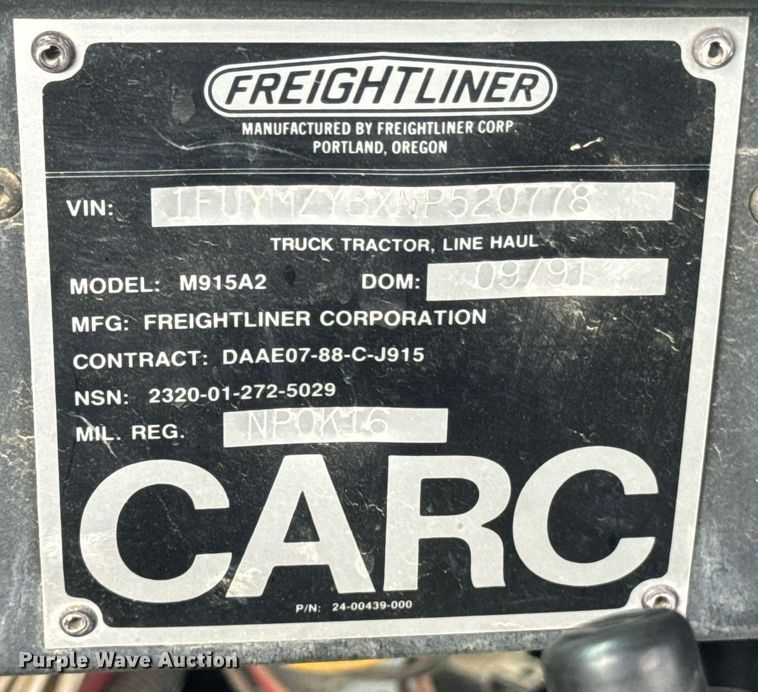 FREIGHTLINER
MANUFACTURED BY FREIGHTLINER CORP.
PORTLAND, OREGON
VIN: 1FUYMZYBXNP520778
TRUCK TRACTOR, LINE HAUL
MODEL: M915A2 DOM: 09/91
MFG: FREIGHTLINER CORPORATION
CONTRACT: DAAE07-88-C-J915
NSN: 2320-01-272-5029
MIL. REG. NP0K16
CARC
P/N: 24-00439-000
Purple Wave Auction